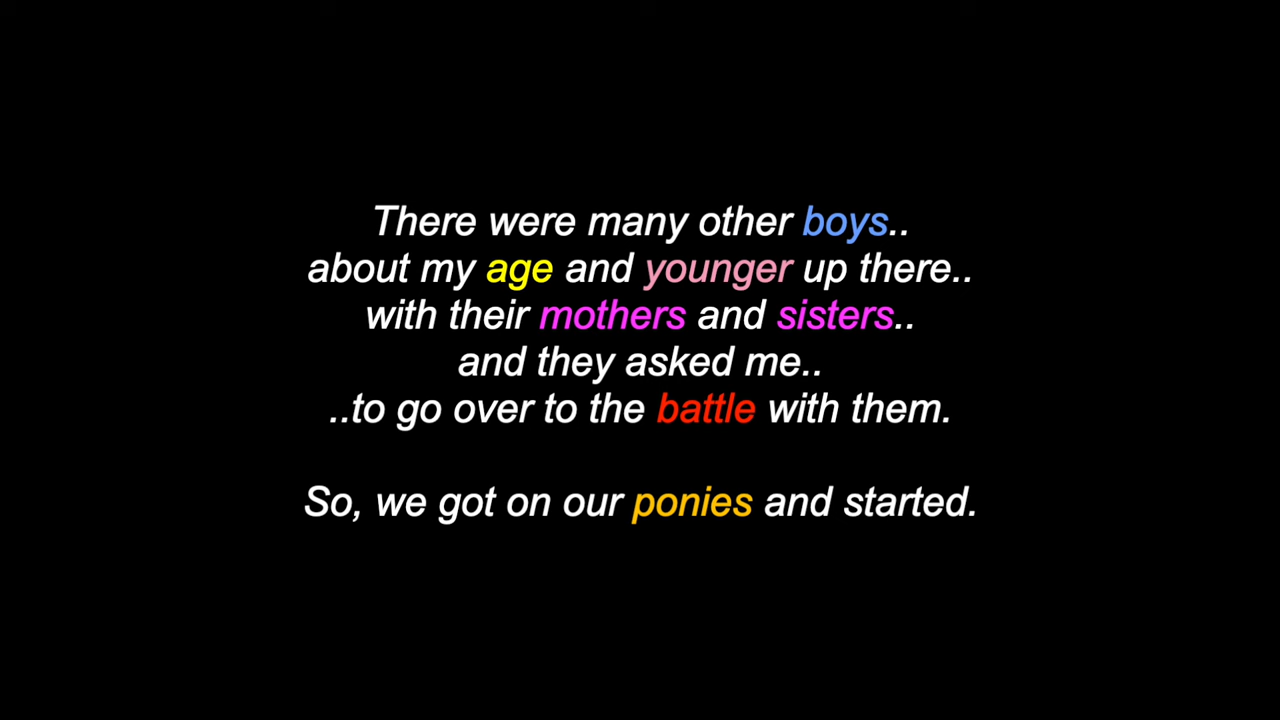 There were many other boys..
about my age and younger up there..
with their mothers and sisters..
and they asked me..
..to go over to the battle with them.
So, we got on our ponies and started.